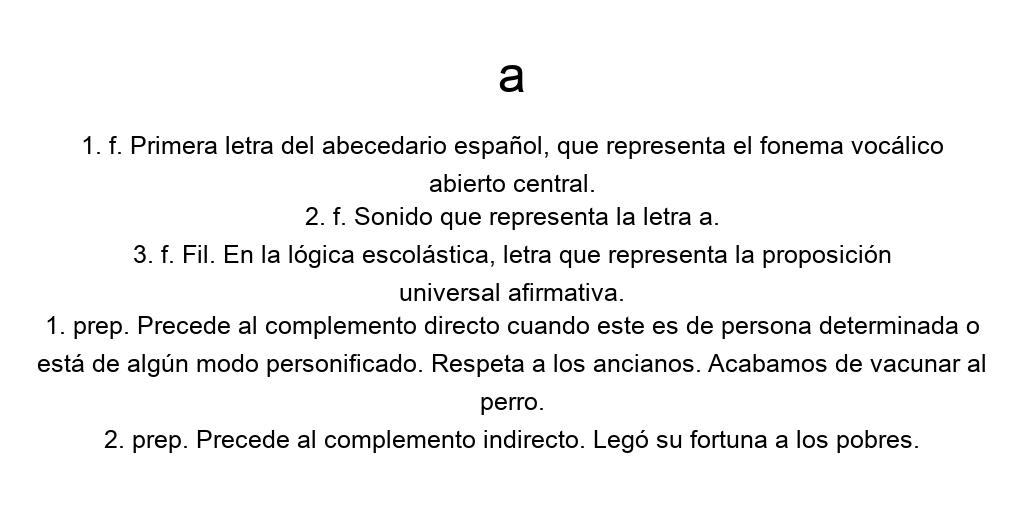 a
1. f. Primera letra del abecedario español, que representa el fonema vocálico
abierto central.
2. f. Sonido que representa la letra a.
3. f. Fil. En la lógica escolástica, letra que representa la proposición
universal afirmativa.
1. prep. Precede al complemento directo cuando este es de persona determinada o
está de algún modo personificado. Respeta a los ancianos. Acabamos de vacunar al
perro.
2. prep. Precede al complemento indirecto. Legó su fortuna a los pobres.